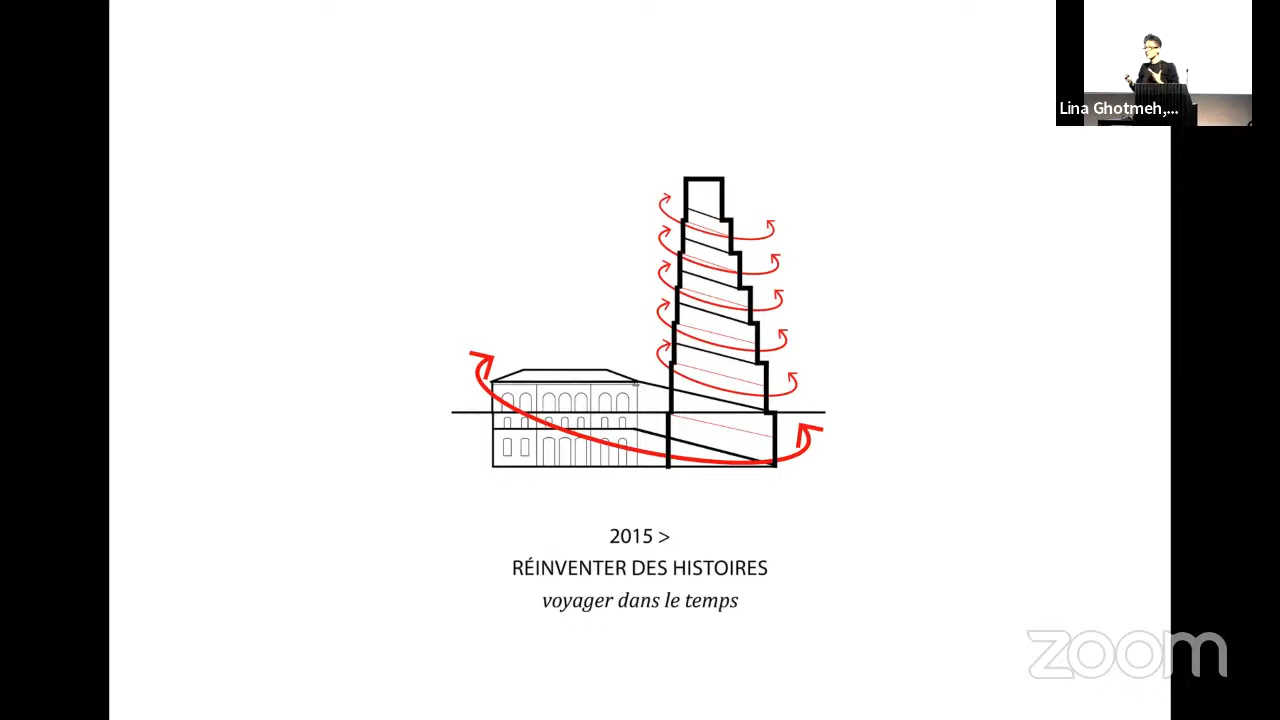 Lina Ghotmeh,...
2015 >
RÉINVENTER DES HISTOIRES
voyager dans le temps
zoom